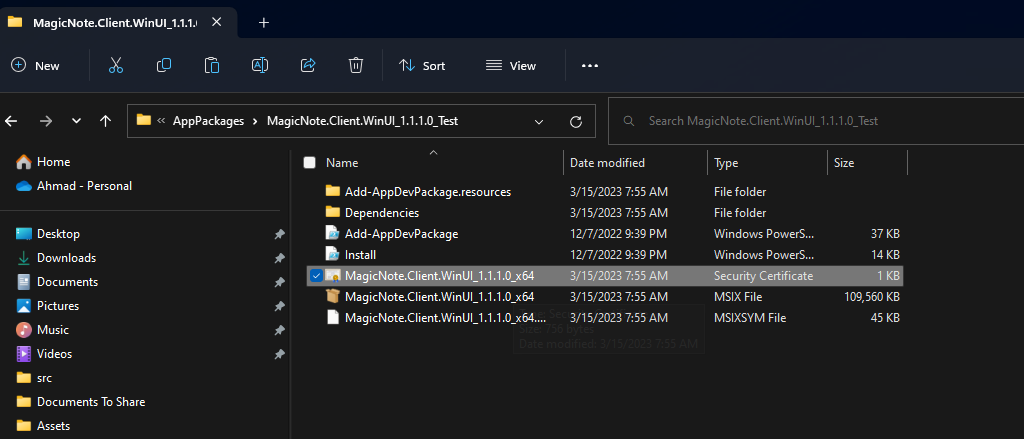 MagicNote.Client.WinUI_1.1.1.(
New
Sort
View
AppPackages
MagicNote.Client.WinUI_1.1.1.0_Test
Search MagicNote.Client.WinUI_1.1.1.0_Test
Home
Ahmad - Personal
Desktop
Downloads
Documents
Pictures
Music
Videos
src
Documents To Share
Assets
Name Date modified Type Size
Add-AppDevPackage.resources 3/15/2023 7:55 AM File folder
Dependencies 3/15/2023 7:55 AM File folder
Add-AppDevPackage 12/7/2022 9:39 PM Windows PowerS... 37 KB
Install 12/7/2022 9:39 PM Windows PowerS... 14 KB
MagicNote.Client.WinUI_1.1.1.0_x64 3/15/2023 7:55 AM Security Certificate 1 KB
MagicNote.Client.WinUI_1.1.1.0_x64 3/15/2023 7:55 AM MSIX File 109,560 KB
MagicNote.Client.WinUI_1.1.1.0_x64.... 3/15/2023 7:55 AM MSIXSYM File 45 KB
Size: 756 bytes
Date modified: 3/15/2023 7:55 AM